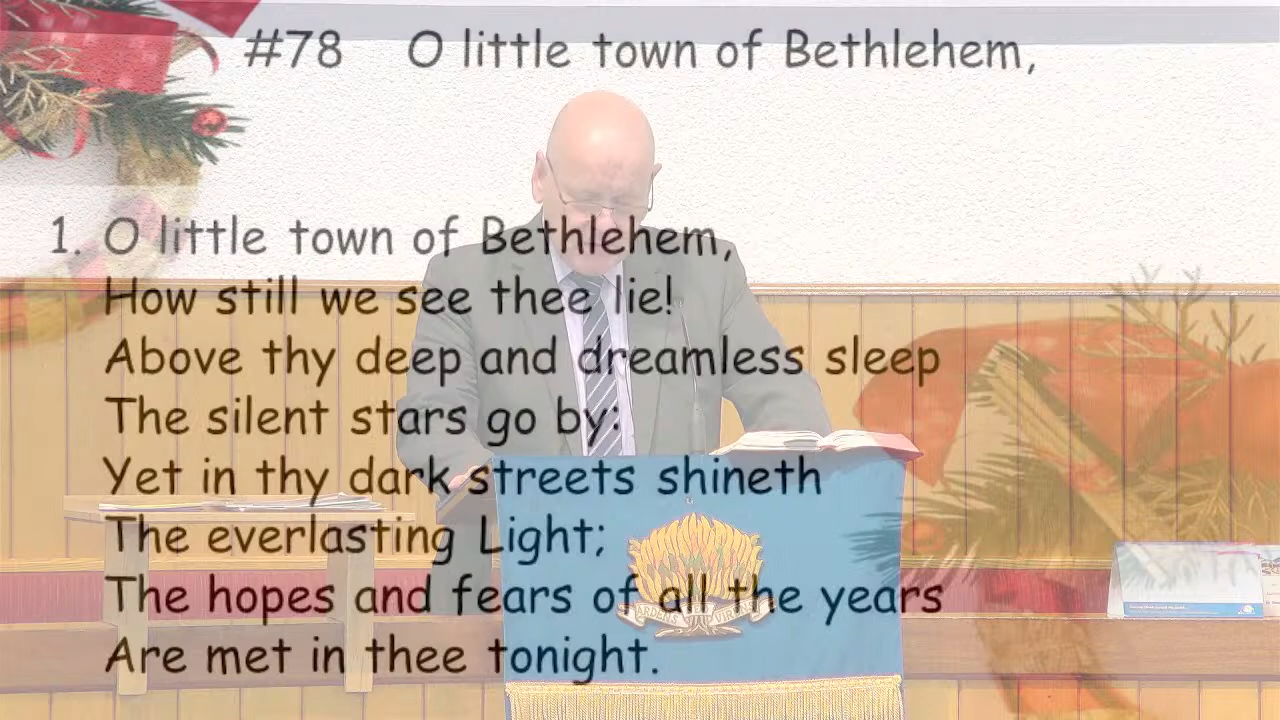 #78 O little town of Bethlehem,
1. O little town of Bethlehem,
How still we see thee lie!
Above thy deep and dreamless sleep
The silent stars go by:
Yet in thy dark streets shineth
The everlasting Light;
The hopes and fears of all the years
Are met in thee tonight.